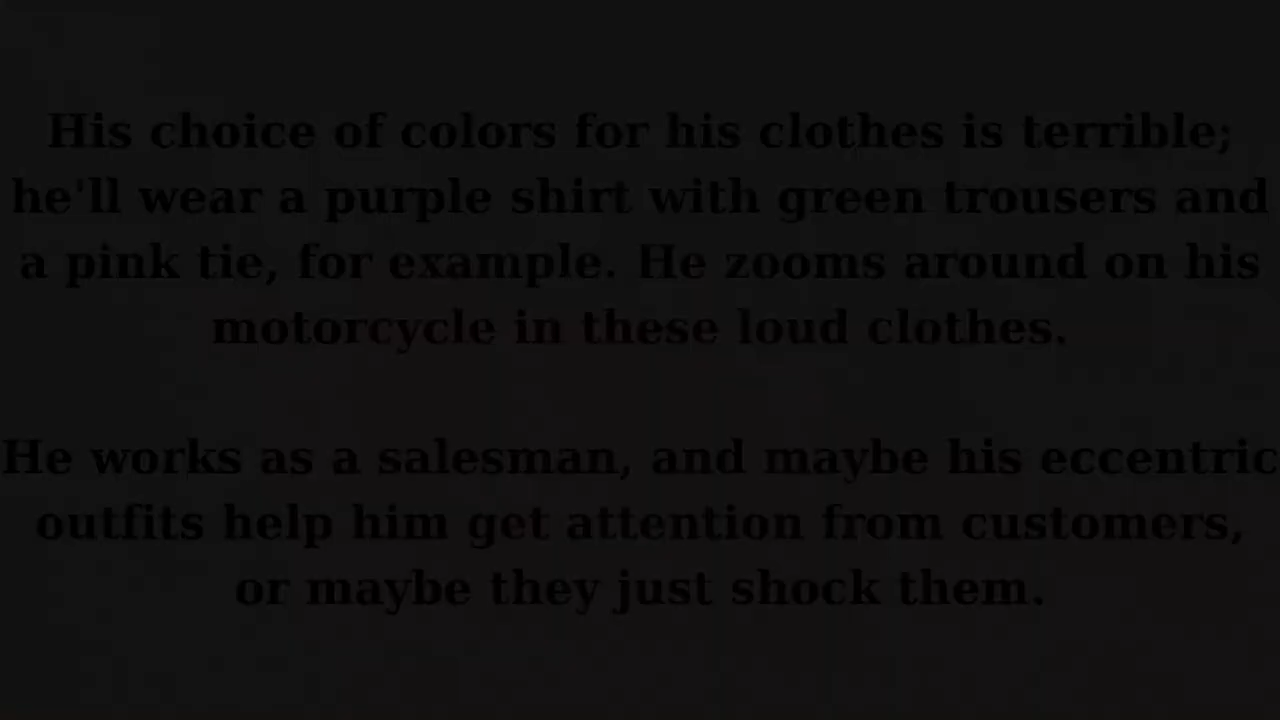 His choice of colors for his clothes is terrible;
he'll wear a purple shirt with green trousers and
a pink tie, for example. He zooms around on his
motorcycle in these loud clothes.
He works as a salesman, and maybe his eccentric
outfits help him get attention from customers,
or maybe they just shock them.